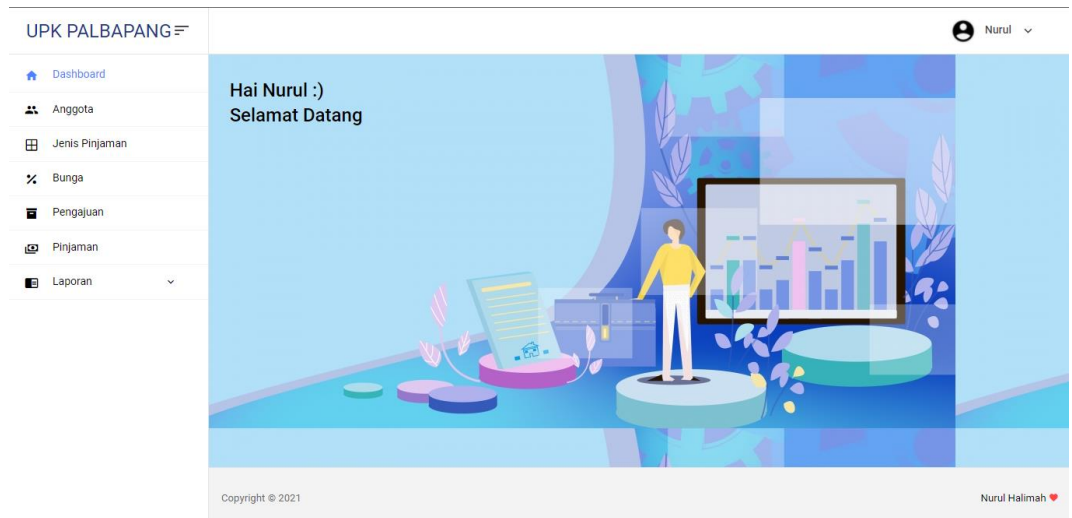 UPK PALBAPANG
Nurul
Dashboard
Anggota
Jenis Pinjaman
Bunga
Pengajuan
Pinjaman
Laporan
Hai Nurul :)
Selamat Datang
Copyright © 2021
Nurul Halimah ❤